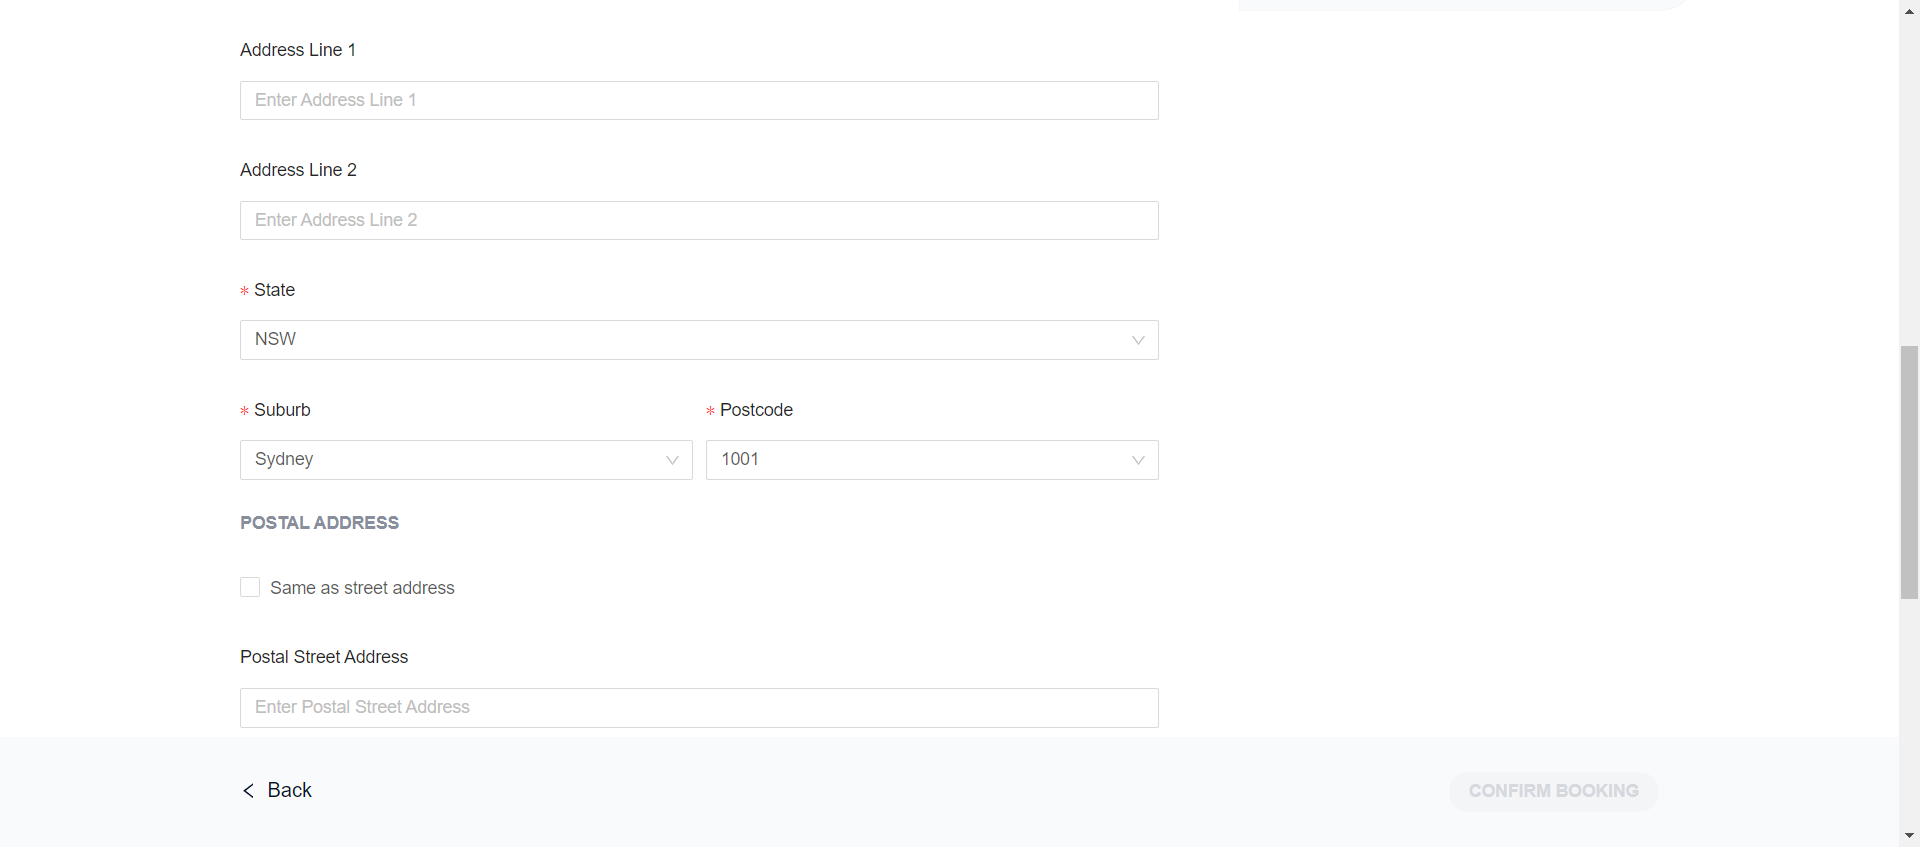 Address Line 1
Enter Address Line 1
Address Line 2
Enter Address Line 2
* State
NSW
* Suburb
* Postcode
Sydney
1001
POSTAL ADDRESS
Same as street address
Postal Street Address
Enter Postal Street Address
< Back
CONFIRM BOOKING